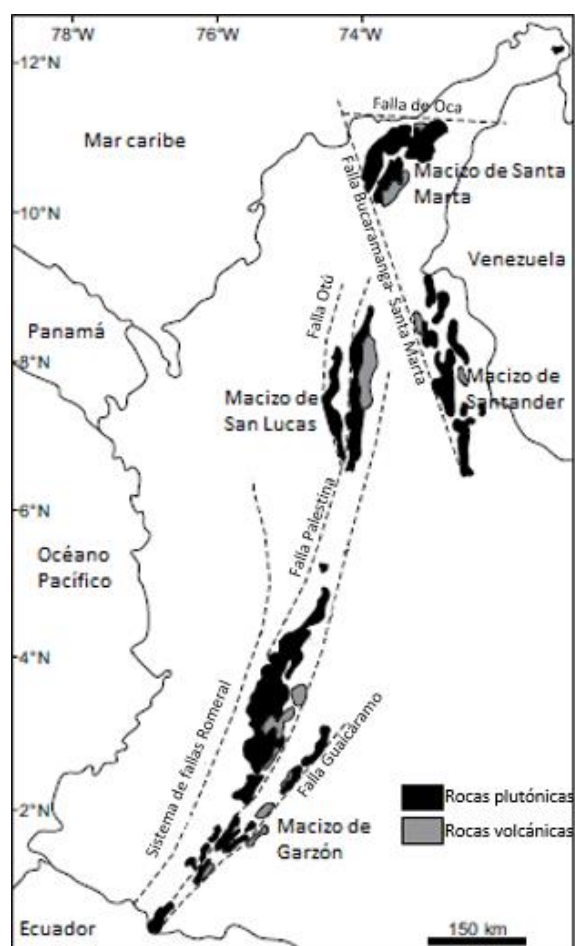 78°W
76°W
74°W
12°N
Falla de Oca
Mar caribe
Macizo de Santa
Marta
10°N
Falla Bucaramanga- Santa Marta
Venezuela
Falla Otú
Panamá
8°N
Macizo de
San Lucas
Macizo de
Santander
6°N
Falla Palestina
Océano
Pacífico
4°N
Sistema de fallas Romeral
Falla Guaicáramo
Rocas plutónicas
2°N
Rocas volcánicas
Macizo de
Garzón
Ecuador
150 km